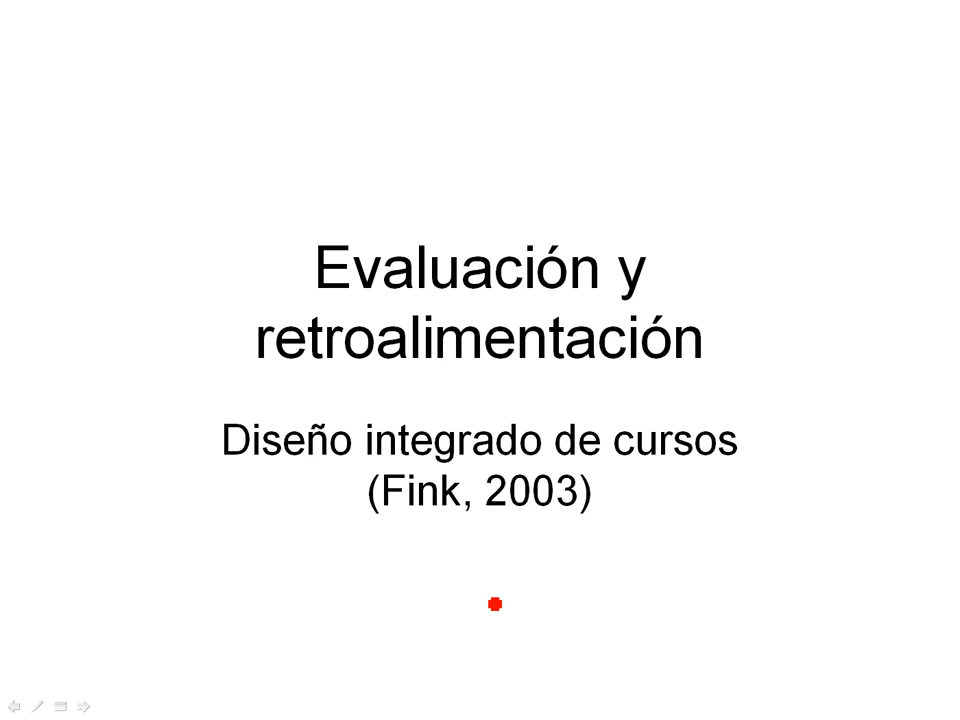 Evaluación y
retroalimentación
Diseño integrado de cursos
(Fink, 2003)